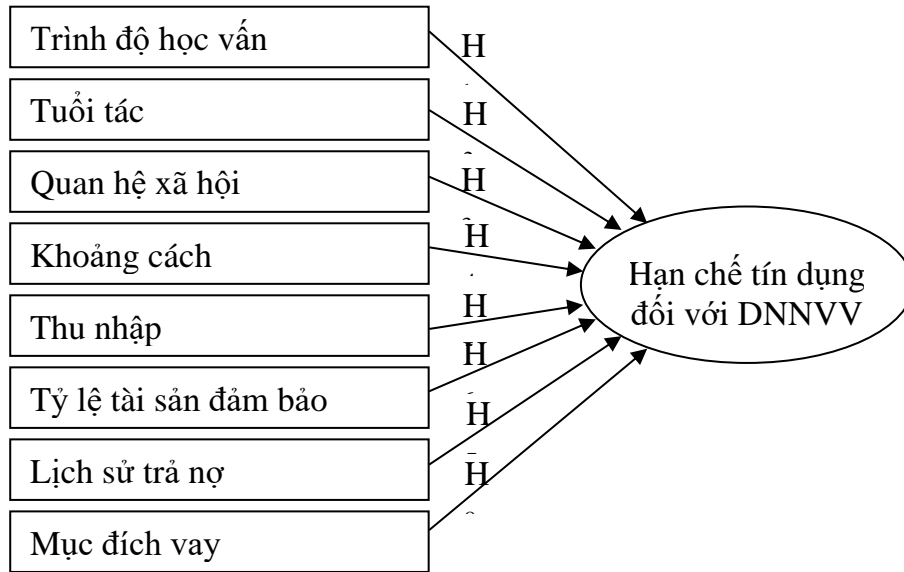 Trình độ học vấn
H
Tuổi tác
H
Quan hệ xã hội
H
Khoảng cách
H
Thu nhập
H
Tỷ lệ tài sản đảm bảo
H
Lịch sử trả nợ
H
Mục đích vay
H
Hạn chế tín dụng
đối với DNNVV